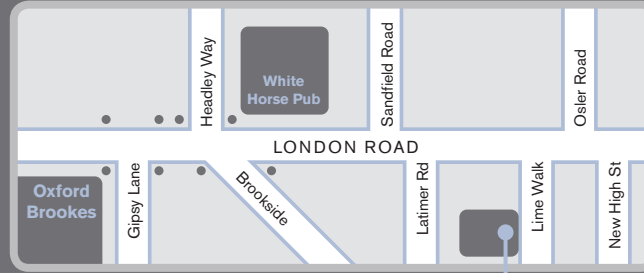 Headley Way
White
Horse Pub
Sandfield Road
Osler Road
LONDON ROAD
Oxford
Brookes
Gipsy Lane
Brookside
Latimer Rd
Lime Walk
New High St